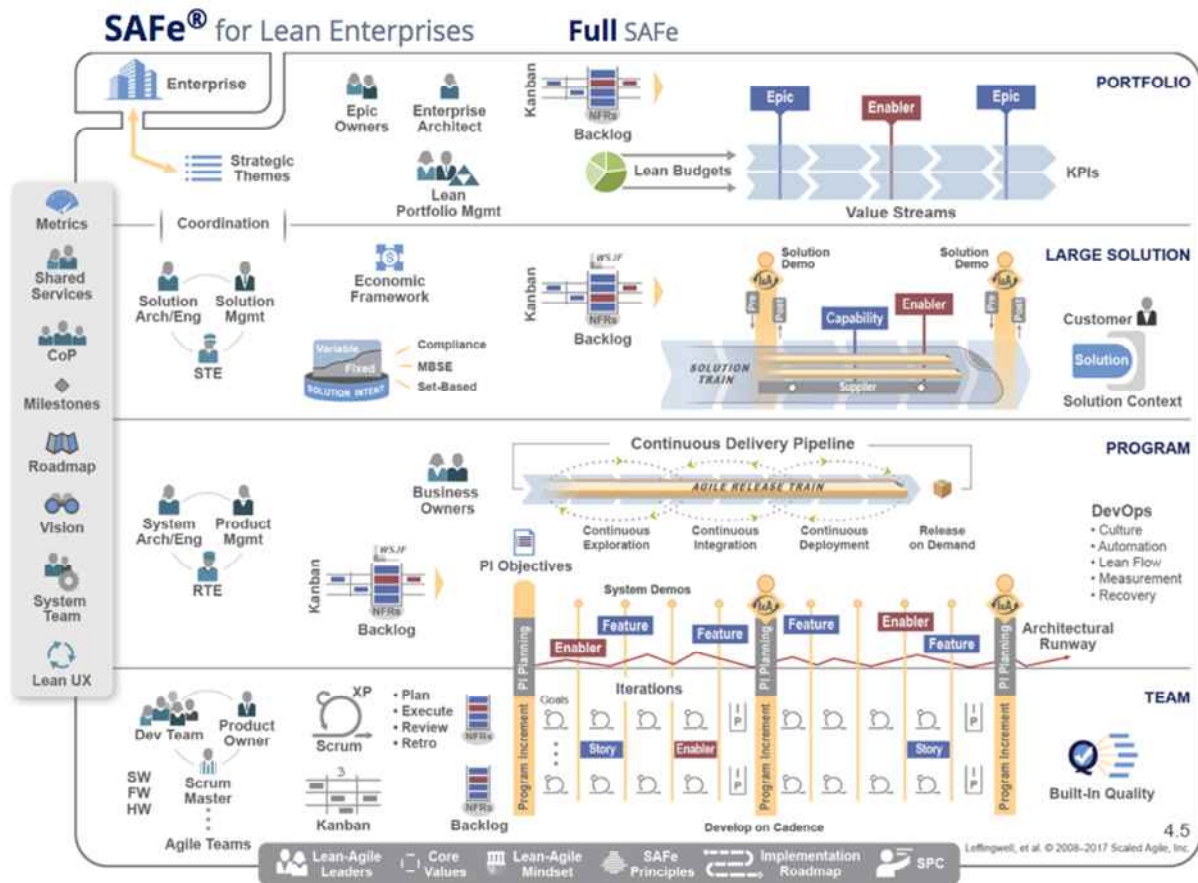 SAFe® for Lean Enterprises
Full SAFe
Enterprise
Strategic
Themes
Epic
Owners
Enterprise
Architect
Lean
Portfolio Mgmt
Kanban
NFRs
Backlog
Lean Budgets
Epic
Enabler
Epic
KPIs
Value Streams
PORTFOLIO
Metrics
Shared
Services
CoP
Milestones
Roadmap
Vision
System
Team
Lean UX
Coordination
Solution
Arch/Eng
Solution
Mgmt
STE
Economic
Framework
Variable
Fixed
SOLUTION INTENT
Compliance
MBSE
Set-Based
Kanban
WSJF
NFRs
Backlog
Solution
Demo
I&A
Pre
Post
Capability
Enabler
Solution
Demo
I&A
Pre
Post
SOLUTION
TRAIN
Supplier
LARGE SOLUTION
Customer
Solution
Solution Context
PROGRAM
Continuous Delivery Pipeline
AGILE RELEASE TRAIN
Continuous
Exploration
Continuous
Integration
Continuous
Deployment
Release
on Demand
Business
Owners
System
Arch/Eng
Product
Mgmt
RTE
Kanban
WSJF
NFRs
Backlog
PI Objectives
System Demos
Enabler
Feature
Feature
Feature
Enabler
Feature
I&A
I&A
PI Planning
PI Planning
PI Planning
Architectural
Runway
DevOps
• Culture
• Automation
• Lean Flow
• Measurement
• Recovery
TEAM
Dev Team
Product
Owner
Scrum
Master
SW
FW
HW
Agile Teams
XP
Scrum
• Plan
• Execute
• Review
• Retro
3
Kanban
NFRs
NFRs
Backlog
Program Increment
Goals
Iterations
Story
Enabler
I
P
I
P
Program Increment
Story
I
P
I
P
Program Increment
Develop on Cadence
Built-In Quality
4.5
Leffingwell, et al. © 2008–2017 Scaled Agile, Inc.
Lean-Agile
Leaders
Core
Values
Lean-Agile
Mindset
SAFe
Principles
Implementation
Roadmap
SPC